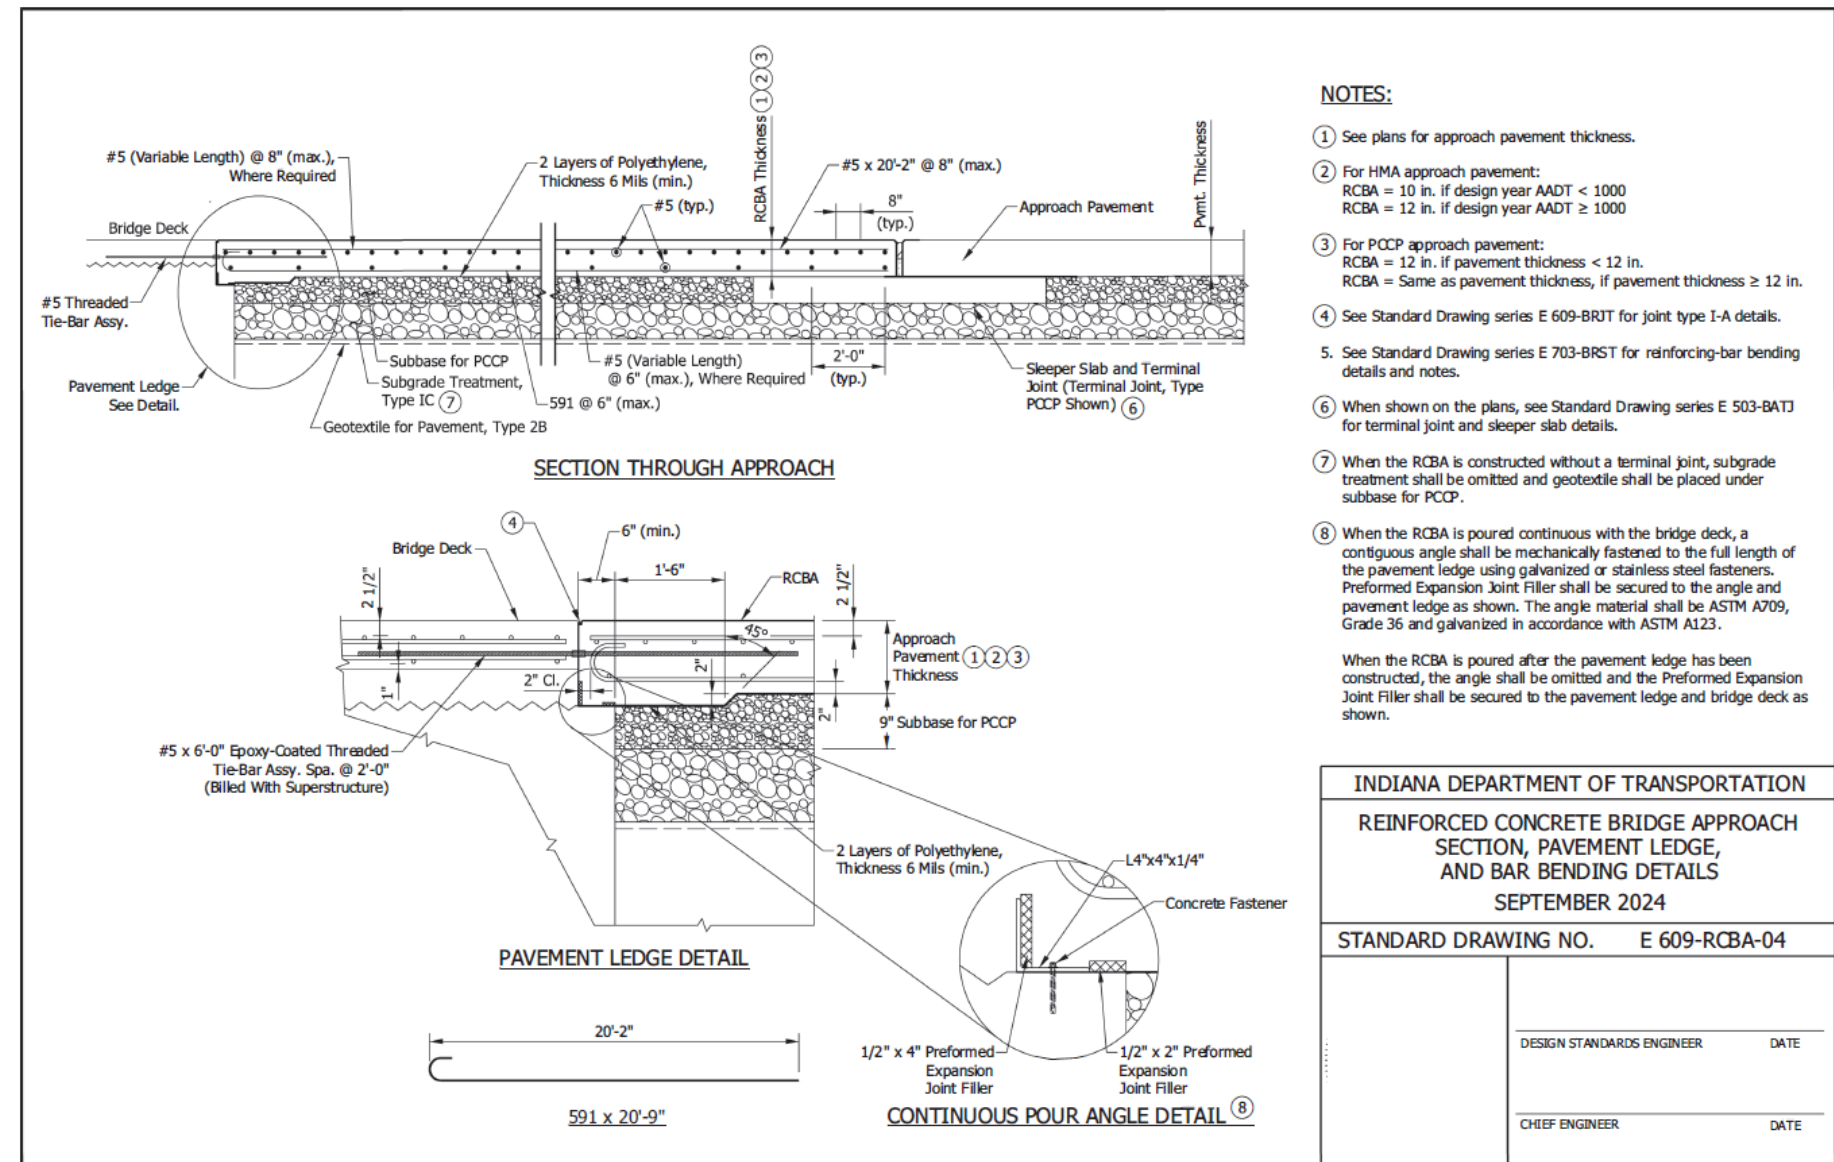 1 2 3
RCBA Thickness
#5 (Variable Length) @ 8" (max.),
Where Required
2 Layers of Polyethylene,
Thickness 6 Mils (min.)
#5 (typ.)
#5 x 20'-2" @ 8" (max.)
8"
(typ.)
Approach Pavement
Pvmt. Thickness
Bridge Deck
#5 Threaded
Tie-Bar Assy.
Pavement Ledge
See Detail.
Subbase for PCCP
Subgrade Treatment,
Type IC 7
Geotextile for Pavement, Type 2B
591 @ 6" (max.)
#5 (Variable Length)
@ 6" (max.), Where Required
2'-0"
(typ.)
Sleeper Slab and Terminal
Joint (Terminal Joint, Type
PCCP Shown) 6
SECTION THROUGH APPROACH
4
6" (min.)
Bridge Deck
1'-6"
RCBA
2 1/2"
2 1/2"
45°
Approach
Pavement 1 2 3
Thickness
2"
2" Cl.
1"
2"
9" Subbase for PCCP
#5 x 6'-0" Epoxy-Coated Threaded
Tie-Bar Assy. Spa. @ 2'-0"
(Billed With Superstructure)
2 Layers of Polyethylene,
Thickness 6 Mils (min.)
PAVEMENT LEDGE DETAIL
L4"x4"x1/4"
Concrete Fastener
1/2" x 4" Preformed
Expansion
Joint Filler
1/2" x 2" Preformed
Expansion
Joint Filler
CONTINUOUS POUR ANGLE DETAIL 8
20'-2"
591 x 20'-9"
NOTES:
1 See plans for approach pavement thickness.
2 For HMA approach pavement:
RCBA = 10 in. if design year AADT < 1000
RCBA = 12 in. if design year AADT ≥ 1000
3 For PCCP approach pavement:
RCBA = 12 in. if pavement thickness < 12 in.
RCBA = Same as pavement thickness, if pavement thickness ≥ 12 in.
4 See Standard Drawing series E 609-BRJT for joint type I-A details.
5. See Standard Drawing series E 703-BRST for reinforcing-bar bending
details and notes.
6 When shown on the plans, see Standard Drawing series E 503-BATJ
for terminal joint and sleeper slab details.
7 When the RCBA is constructed without a terminal joint, subgrade
treatment shall be omitted and geotextile shall be placed under
subbase for PCCP.
8 When the RCBA is poured continuous with the bridge deck, a
contiguous angle shall be mechanically fastened to the full length of
the pavement ledge using galvanized or stainless steel fasteners.
Preformed Expansion Joint Filler shall be secured to the angle and
pavement ledge as shown. The angle material shall be ASTM A709,
Grade 36 and galvanized in accordance with ASTM A123.
When the RCBA is poured after the pavement ledge has been
constructed, the angle shall be omitted and the Preformed Expansion
Joint Filler shall be secured to the pavement ledge and bridge deck as
shown.
INDIANA DEPARTMENT OF TRANSPORTATION
REINFORCED CONCRETE BRIDGE APPROACH
SECTION, PAVEMENT LEDGE,
AND BAR BENDING DETAILS
SEPTEMBER 2024
STANDARD DRAWING NO. E 609-RCBA-04
DESIGN STANDARDS ENGINEER DATE
CHIEF ENGINEER DATE